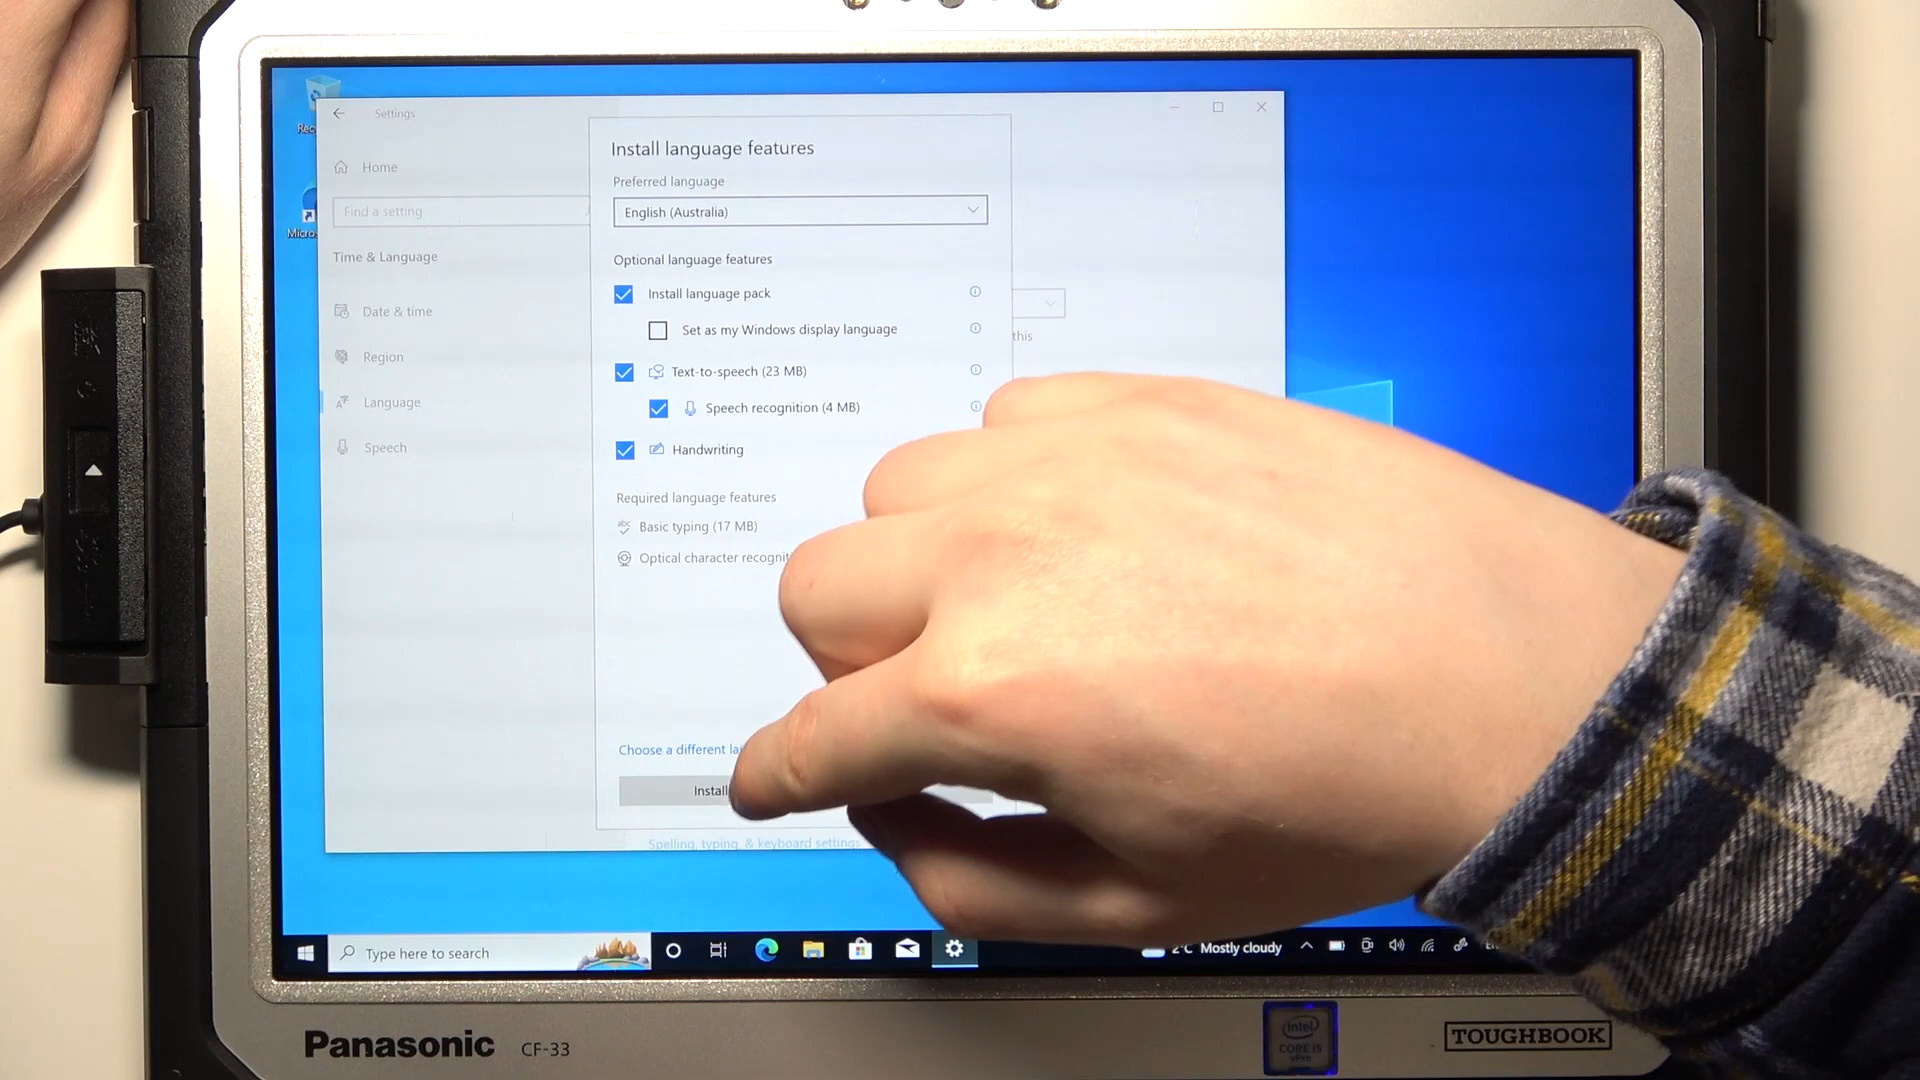 Settings
Home
Find a setting
Time & Language
Date & time
Region
Language
Speech
Install language features
Preferred language
English (Australia)
Optional language features
Install language pack
Set as my Windows display language
Text-to-speech (23 MB)
Speech recognition (4 MB)
Handwriting
Required language features
abc
Basic typing (17 MB)
Optical character recognit
this
Choose a different la
Install
Spelling, typing, & keyboard settings
Type here to search
2°C Mostly cloudy
Panasonic CF-33
intel
CORE i5
vPro
TOUGHBOOK